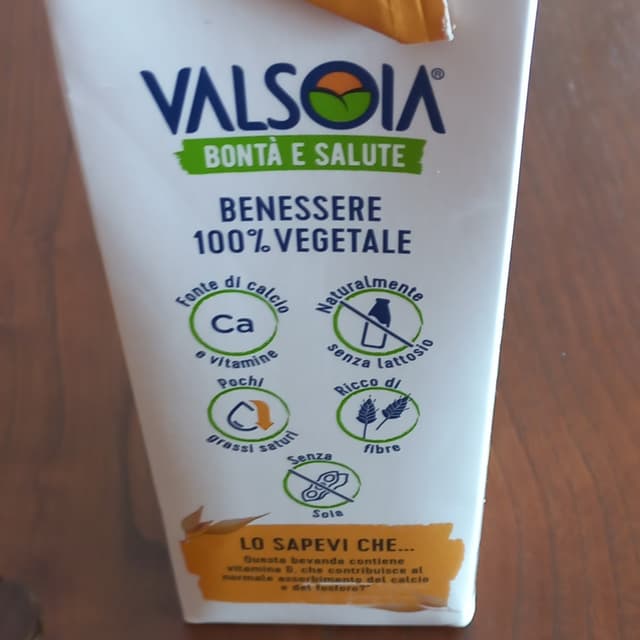 VALSOIA®
BONTÀ E SALUTE
BENESSERE
100% VEGETALE
Fonte di calcio
Ca
e vitamine
Naturalmente
senza lattosio
Pochi
grassi saturi
Ricco di
fibre
Senza
Soia
LO SAPEVI CHE...
Questa bevanda contiene
vitamina D, che contribuisce al
normale assorbimento del calcio
e del fosforo?